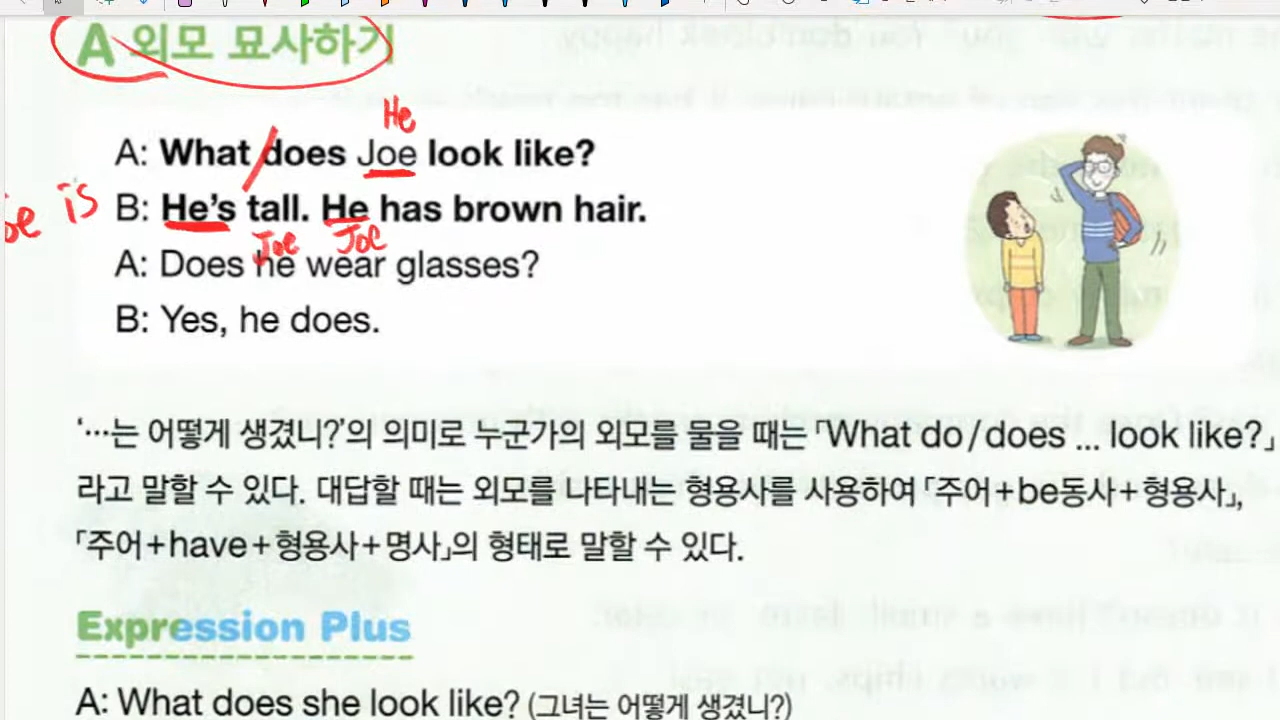 A 외모 묘사하기
He
A: What does Joe look like?
is B: He's tall. He has brown hair.
Joe Joe
A: Does he wear glasses?
B: Yes, he does.
'…는 어떻게 생겼니?'의 의미로 누군가의 외모를 물을 때는 「What do/does ... look like?」
라고 말할 수 있다. 대답할 때는 외모를 나타내는 형용사를 사용하여 「주어+be동사+형용사」,
「주어+have+형용사+명사」의 형태로 말할 수 있다.
Expression Plus
A: What does she look like? (그녀는 어떻게 생겼니?)